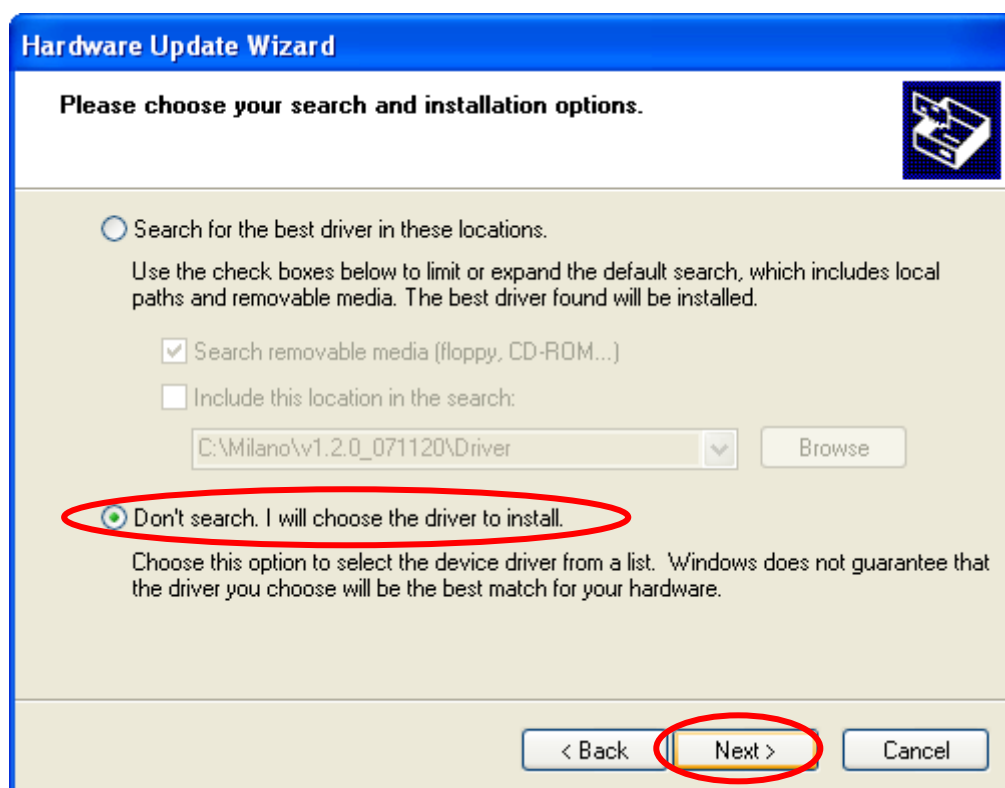 Hardware Update Wizard
Please choose your search and installation options.
Search for the best driver in these locations.
Use the check boxes below to limit or expand the default search, which includes local
paths and removable media. The best driver found will be installed.
Search removable media (floppy, CD-ROM...)
Include this location in the search:
C:\Milano\v1.2.0_071120\Driver
Browse
Don't search. I will choose the driver to install.
Choose this option to select the device driver from a list. Windows does not guarantee that
the driver you choose will be the best match for your hardware.
< Back Next > Cancel